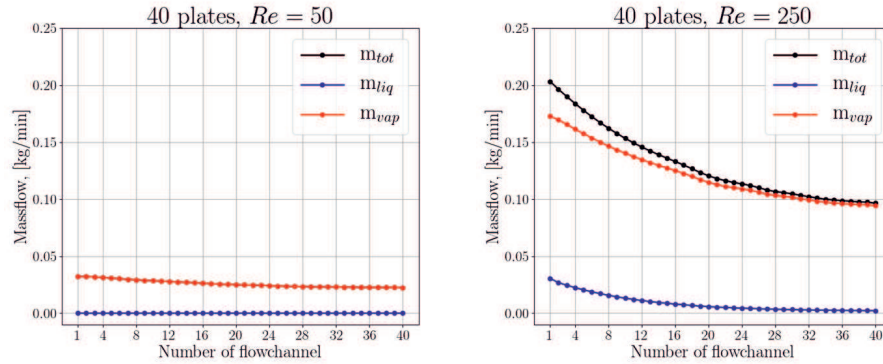 40 plates, Re = 50
0.25
0.20
0.15
0.10
0.05
0.00
Massflow, [kg/min]
m_tot
m_liq
m_vap
1 4 8 12 16 20 24 28 32 36 40
Number of flowchannel
40 plates, Re = 250
0.25
0.20
0.15
0.10
0.05
0.00
Massflow, [kg/min]
m_tot
m_liq
m_vap
1 4 8 12 16 20 24 28 32 36 40
Number of flowchannel